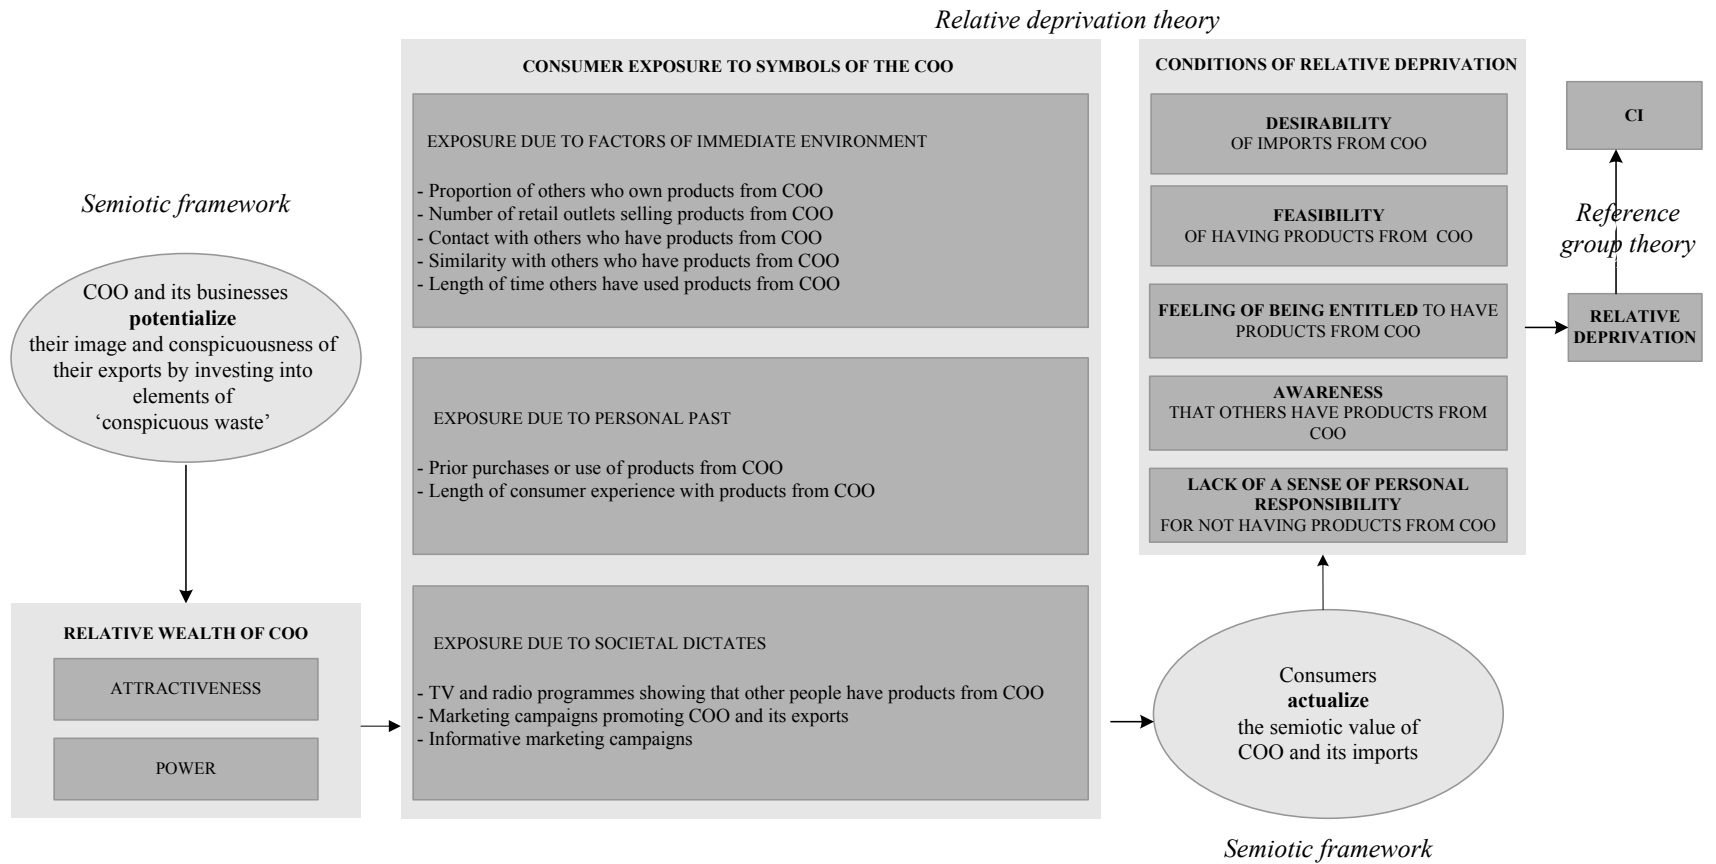 Relative deprivation theory
Semiotic framework
COO and its businesses
potentialize
their image and conspicuousness of
their exports by investing into
elements of
‘conspicuous waste’
RELATIVE WEALTH OF COO
ATTRACTIVENESS
POWER
CONSUMER EXPOSURE TO SYMBOLS OF THE COO
EXPOSURE DUE TO FACTORS OF IMMEDIATE ENVIRONMENT
- Proportion of others who own products from COO
- Number of retail outlets selling products from COO
- Contact with others who have products from COO
- Similarity with others who have products from COO
- Length of time others have used products from COO
EXPOSURE DUE TO PERSONAL PAST
- Prior purchases or use of products from COO
- Length of consumer experience with products from COO
EXPOSURE DUE TO SOCIETAL DICTATES
- TV and radio programmes showing that other people have products from COO
- Marketing campaigns promoting COO and its exports
- Informative marketing campaigns
CONDITIONS OF RELATIVE DEPRIVATION
DESIRABILITY
OF IMPORTS FROM COO
FEASIBILITY
OF HAVING PRODUCTS FROM COO
FEELING OF BEING ENTITLED TO HAVE
PRODUCTS FROM COO
AWARENESS
THAT OTHERS HAVE PRODUCTS FROM
COO
LACK OF A SENSE OF PERSONAL
RESPONSIBILITY
FOR NOT HAVING PRODUCTS FROM COO
Consumers
actualize
the semiotic value of
COO and its imports
Semiotic framework
CI
Reference
group theory
RELATIVE
DEPRIVATION